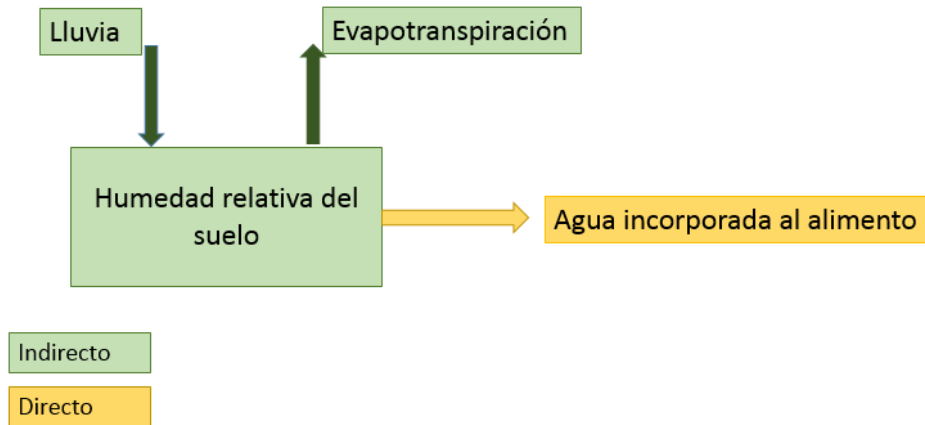 Lluvia
Evapotranspiración
Humedad relativa del
suelo
Agua incorporada al alimento
Indirecto
Directo